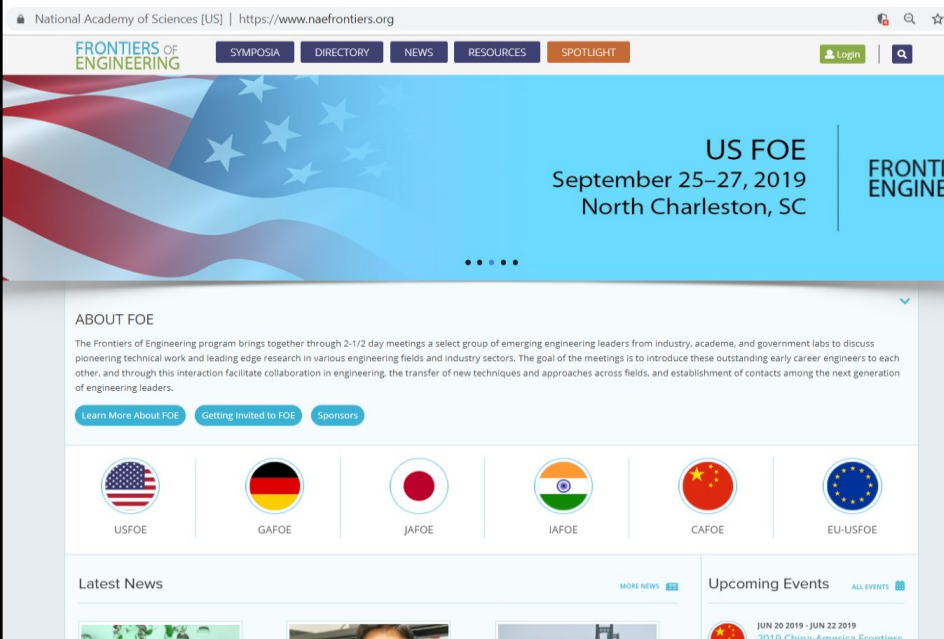 National Academy of Sciences [US] | https://www.naefrontiers.org
FRONTIERS OF
ENGINEERING
SYMPOSIA
DIRECTORY
NEWS
RESOURCES
SPOTLIGHT
Login
US FOE
September 25–27, 2019
North Charleston, SC
ABOUT FOE
The Frontiers of Engineering program brings together through 2-1/2 day meetings a select group of emerging engineering leaders from industry, academe, and government labs to discuss
pioneering technical work and leading edge research in various engineering fields and industry sectors. The goal of the meetings is to introduce these outstanding early career engineers to each
other, and through this interaction facilitate collaboration in engineering, the transfer of new techniques and approaches across fields, and establishment of contacts among the next generation
of engineering leaders.
Learn More About FOE
Getting Invited to FOE
Sponsors
USFOE
GAFOE
JAFOE
IAFOE
CAFOE
EU-USFOE
Latest News
MORE NEWS
Upcoming Events
ALL EVENTS
JUN 20 2019 - JUN 22 2019
2019 China-America Frontiers